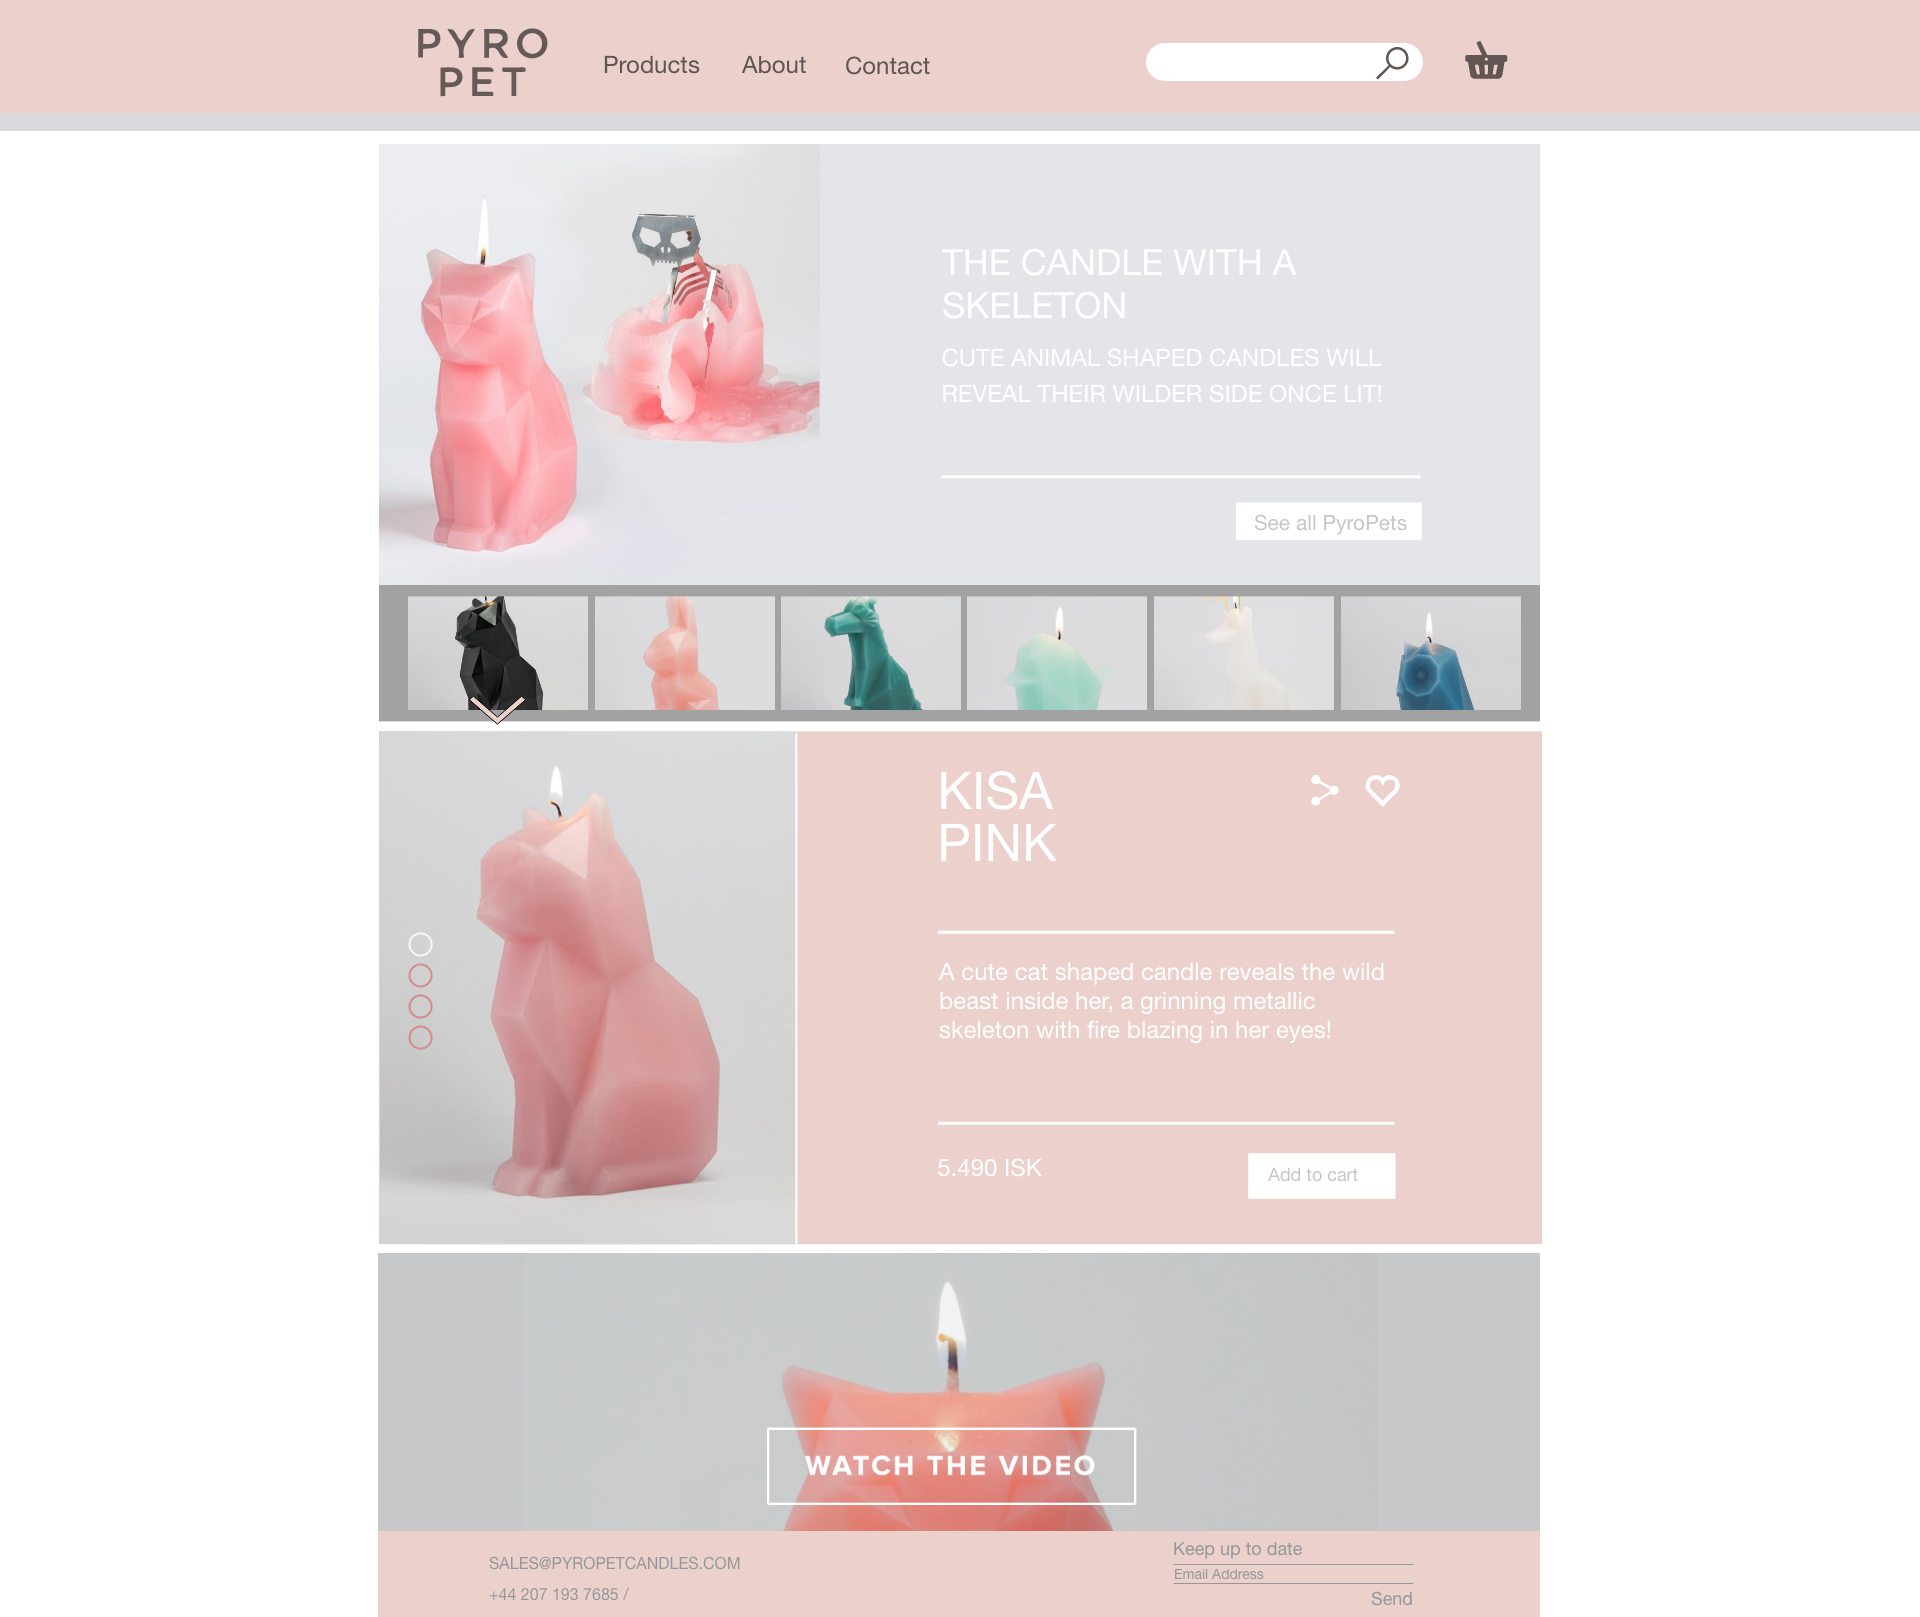 PYRO
PET
Products
About
Contact
THE CANDLE WITH A
SKELETON
CUTE ANIMAL SHAPED CANDLES WILL
REVEAL THEIR WILDER SIDE ONCE LIT!
See all PyroPets
KISA
PINK
A cute cat shaped candle reveals the wild
beast inside her, a grinning metallic
skeleton with fire blazing in her eyes!
5.490 ISK
Add to cart
WATCH THE VIDEO
SALES@PYROPETCANDLES.COM
+44 207 193 7685 /
Keep up to date
Email Address
Send